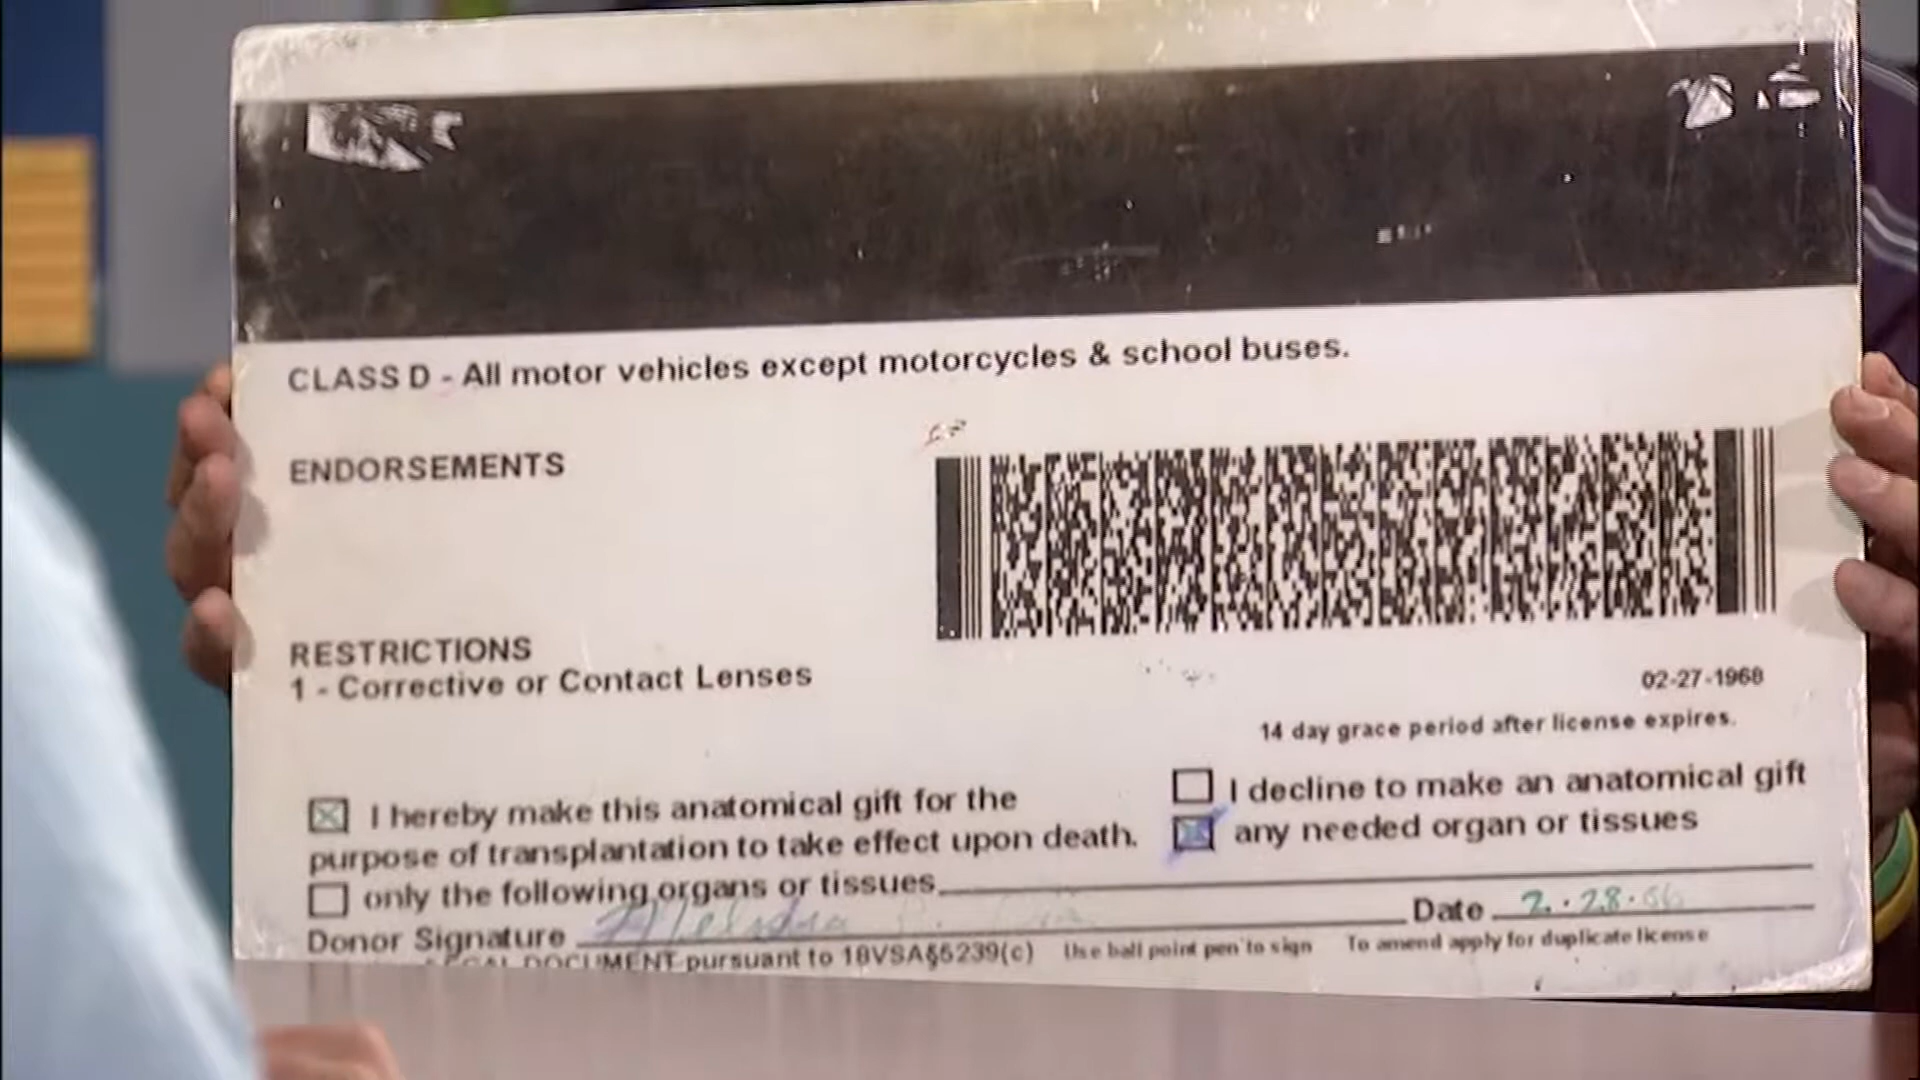 CLASS D - All motor vehicles except motorcycles & school buses.
ENDORSEMENTS
RESTRICTIONS
1 - Corrective or Contact Lenses
02-27-1968
14 day grace period after license expires.
I hereby make this anatomical gift for the
purpose of transplantation to take effect upon death.
I decline to make an anatomical gift
any needed organ or tissues
only the following organs or tissues
Donor Signature
Date 2.28.06
DOCUMENT pursuant to 18VSA§5239(c) Use ball point pen to sign To amend apply for duplicate license